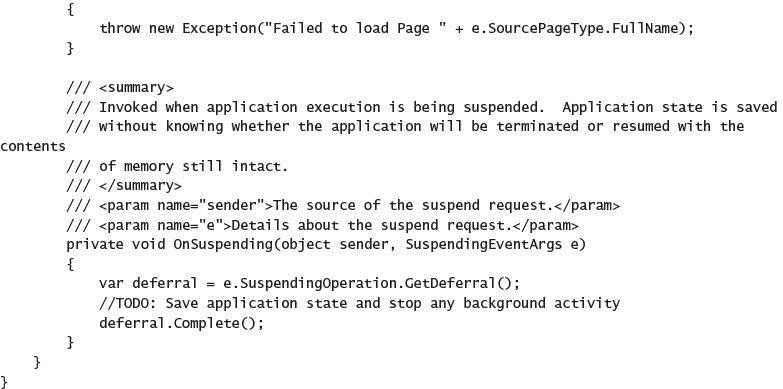 {
            throw new Exception("Failed to load Page " + e.SourcePageType.FullName);
        }

        /// <summary>
        /// Invoked when application execution is being suspended.  Application state is saved
        /// without knowing whether the application will be terminated or resumed with the
contents
        /// of memory still intact.
        /// </summary>
        /// <param name="sender">The source of the suspend request.</param>
        /// <param name="e">Details about the suspend request.</param>
        private void OnSuspending(object sender, SuspendingEventArgs e)
        {
            var deferral = e.SuspendingOperation.GetDeferral();
            //TODO: Save application state and stop any background activity
            deferral.Complete();
        }
    }
}